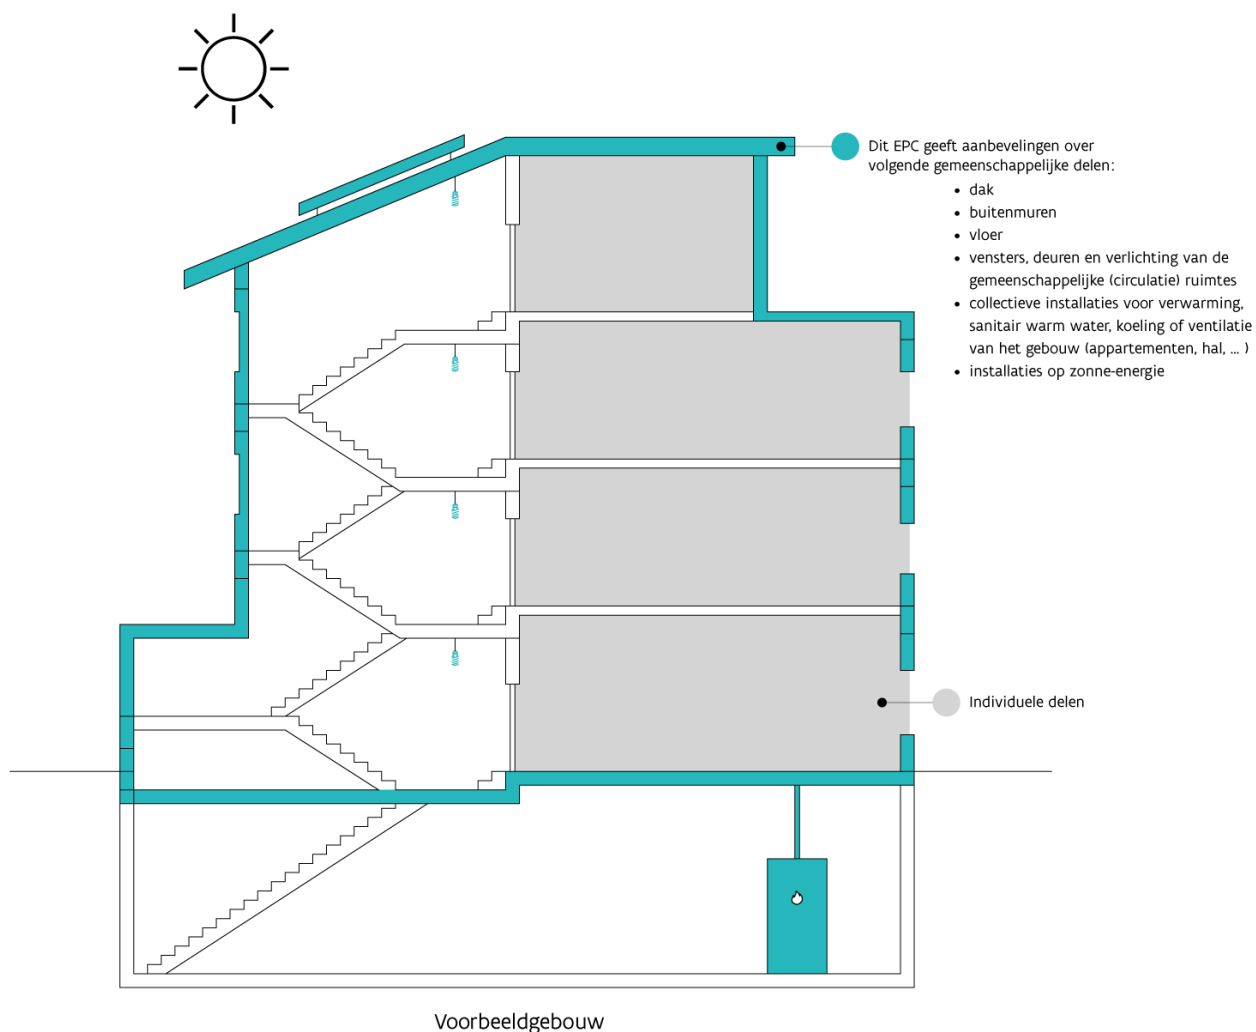 Dit EPC geeft aanbevelingen over
volgende gemeenschappelijke delen:
• dak
• buitenmuren
• vloer
• vensters, deuren en verlichting van de
gemeenschappelijke (circulatie) ruimtes
• collectieve installaties voor verwarming,
sanitair warm water, koeling of ventilatie
van het gebouw (appartementen, hal, ... )
• installaties op zonne-energie
Individuele delen
Voorbeeldgebouw